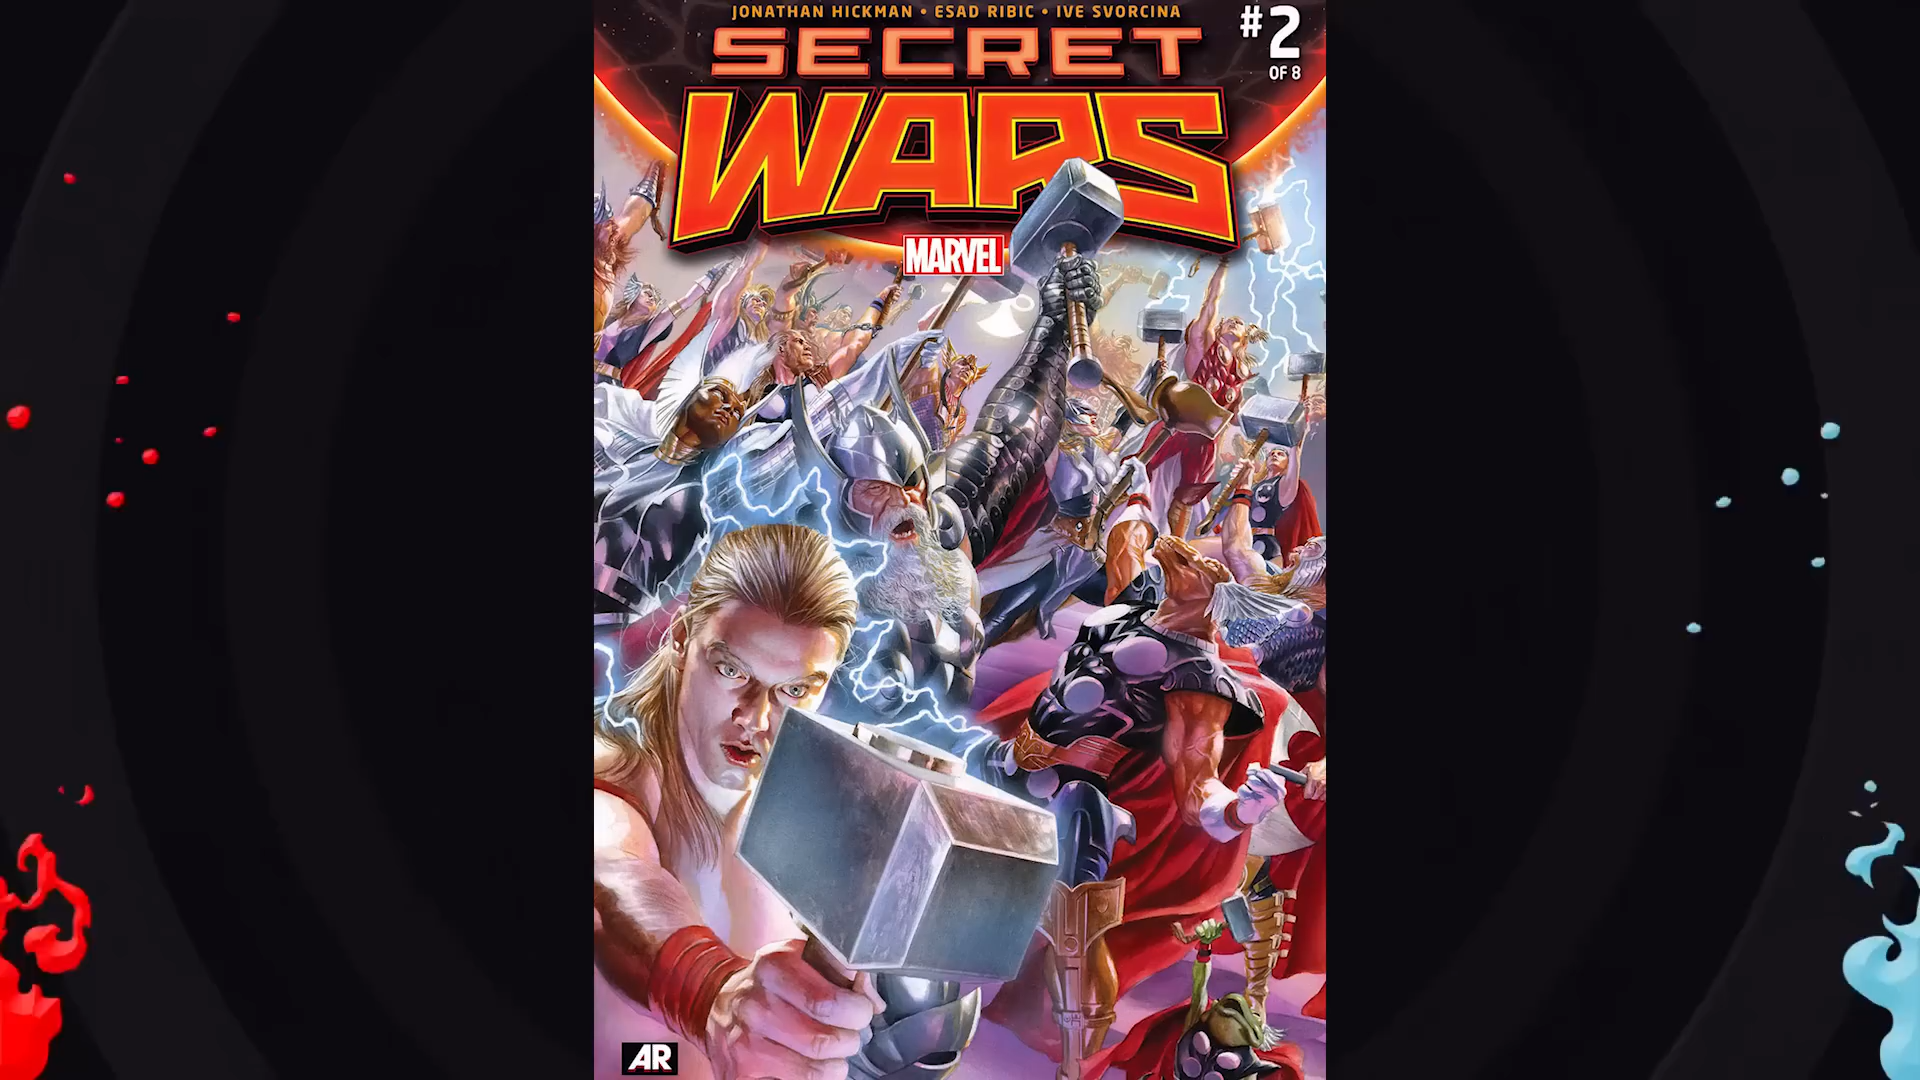 JONATHAN HICKMAN • ESAD RIBIC • IVE SVORCINA
#2
OF 8
SECRET
WARS
MARVEL
AR